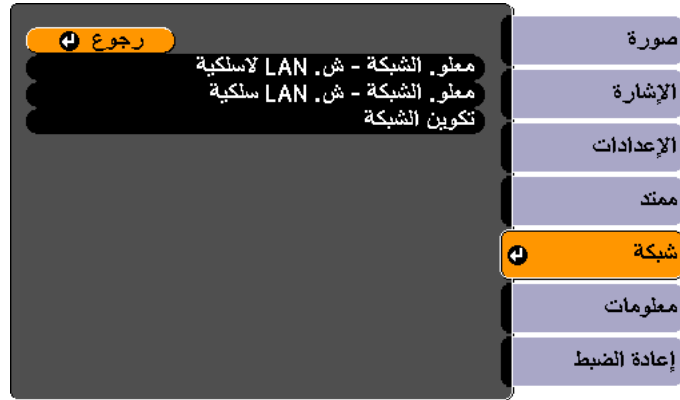 صورة
الإشارة
الإعدادات
ممتد
شبكة
معلومات
إعادة الضبط
رجوع
معلو. الشبكة - ش. LAN لاسلكية
معلو. الشبكة - ش. LAN سلكية
تكوين الشبكة